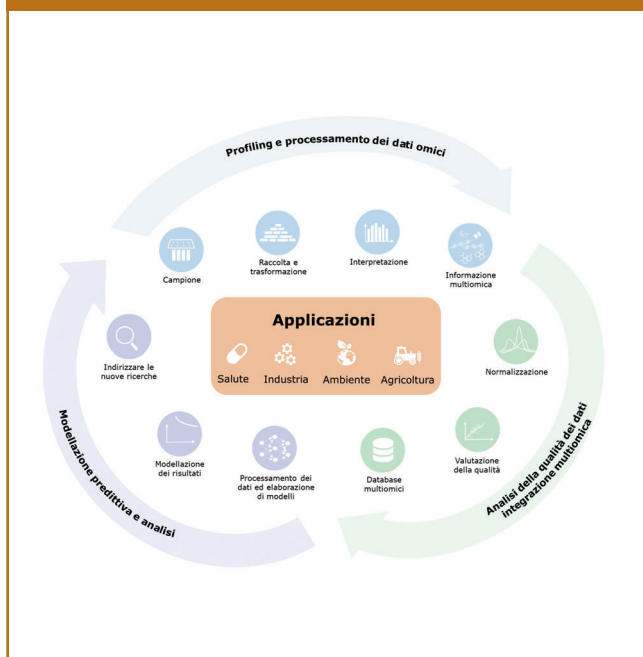 Profiling e processamento dei dati omici
Campione
Raccolta e
trasformazione
Interpretazione
Informazione
multiomica
Normalizzazione
Valutazione
della qualità
Database
multiomici
Analisi della qualità dei dati
integrazione multiomica
Processamento dei
dati ed elaborazione
di modelli
Modellazione
dei risultati
Indirizzare le
nuove ricerche
Modellazione predittiva e analisi
Applicazioni
Salute
Industria
Ambiente
Agricoltura